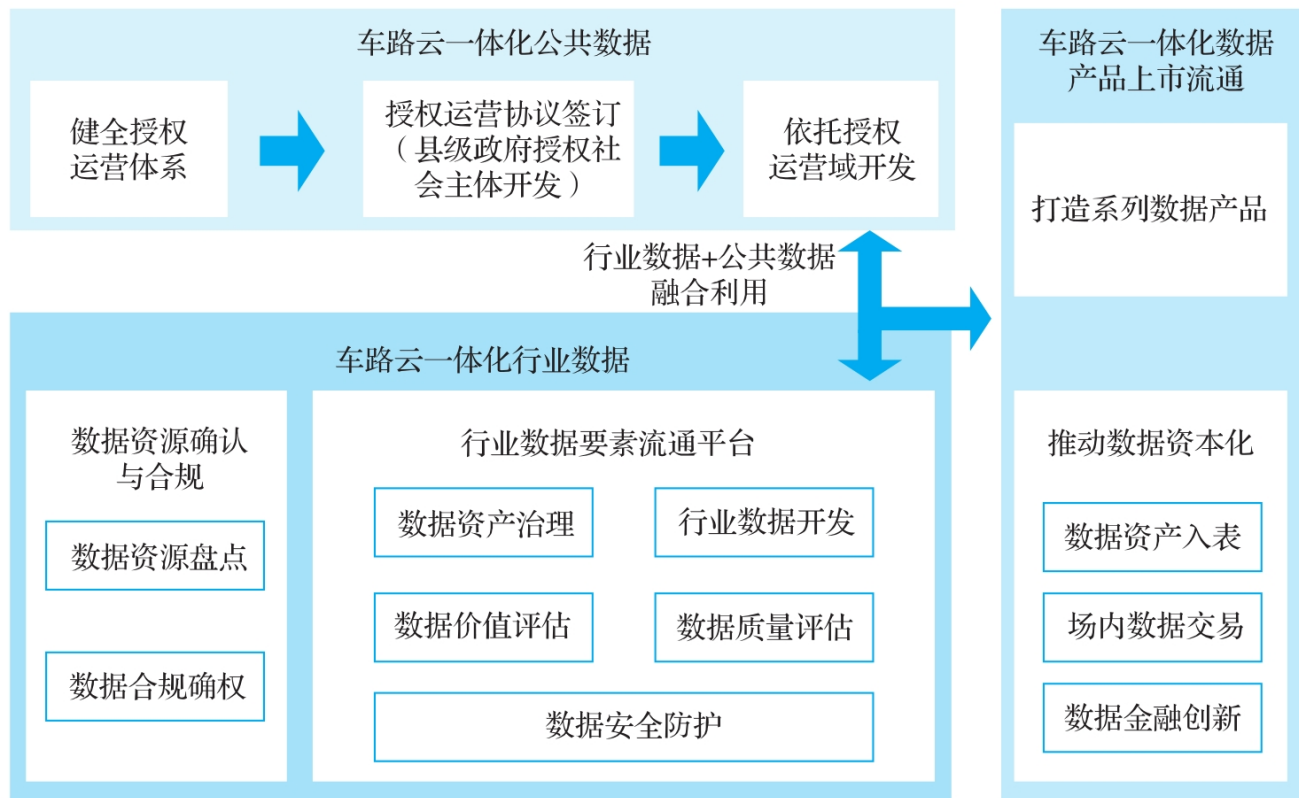 车路云一体化公共数据
健全授权
运营体系
授权运营协议签订
（县级政府授权社
会主体开发）
依托授权
运营域开发
行业数据+公共数据
融合利用
车路云一体化行业数据
数据资源确认
与合规
数据资源盘点
数据合规确权
行业数据要素流通平台
数据资产治理
行业数据开发
数据价值评估
数据质量评估
数据安全防护
车路云一体化数据
产品上市流通
打造系列数据产品
推动数据资本化
数据资产入表
场内数据交易
数据金融创新